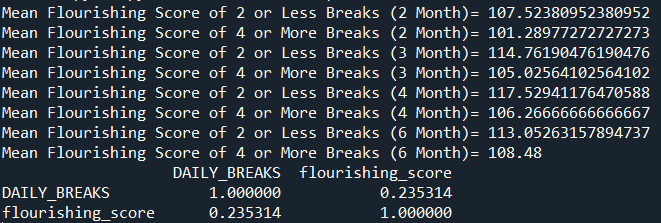 Mean Flourishing Score of 2 or Less Breaks (2 Month)= 107.52380952380952
Mean Flourishing Score of 4 or More Breaks (2 Month)= 101.28977272727273
Mean Flourishing Score of 2 or Less Breaks (3 Month)= 114.76190476190476
Mean Flourishing Score of 4 or More Breaks (3 Month)= 105.02564102564102
Mean Flourishing Score of 2 or Less Breaks (4 Month)= 117.52941176470588
Mean Flourishing Score of 4 or More Breaks (4 Month)= 106.26666666666667
Mean Flourishing Score of 2 or Less Breaks (6 Month)= 113.05263157894737
Mean Flourishing Score of 4 or More Breaks (6 Month)= 108.48
DAILY_BREAKS flourishing_score
DAILY_BREAKS 1.000000 0.235314
flourishing_score 0.235314 1.000000